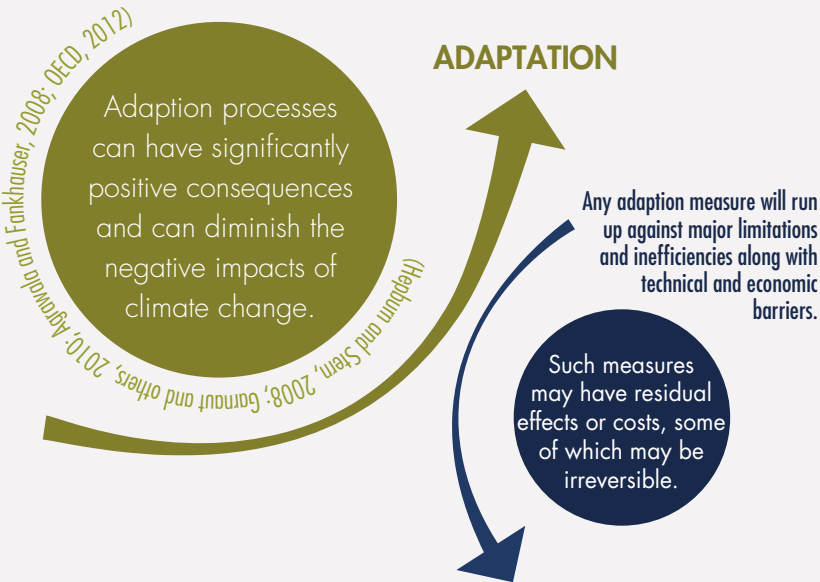 ADAPTATION
Adaption processes
can have significantly
positive consequences
and can diminish the
negative impacts of
climate change.
(Hepburn and Stern, 2008; Garnaut and others, 2010; Agrawala and Fankhauser, 2008; OECD, 2012)
Any adaption measure will run
up against major limitations
and inefficiencies along with
technical and economic
barriers.
Such measures
may have residual
effects or costs, some
of which may be
irreversible.